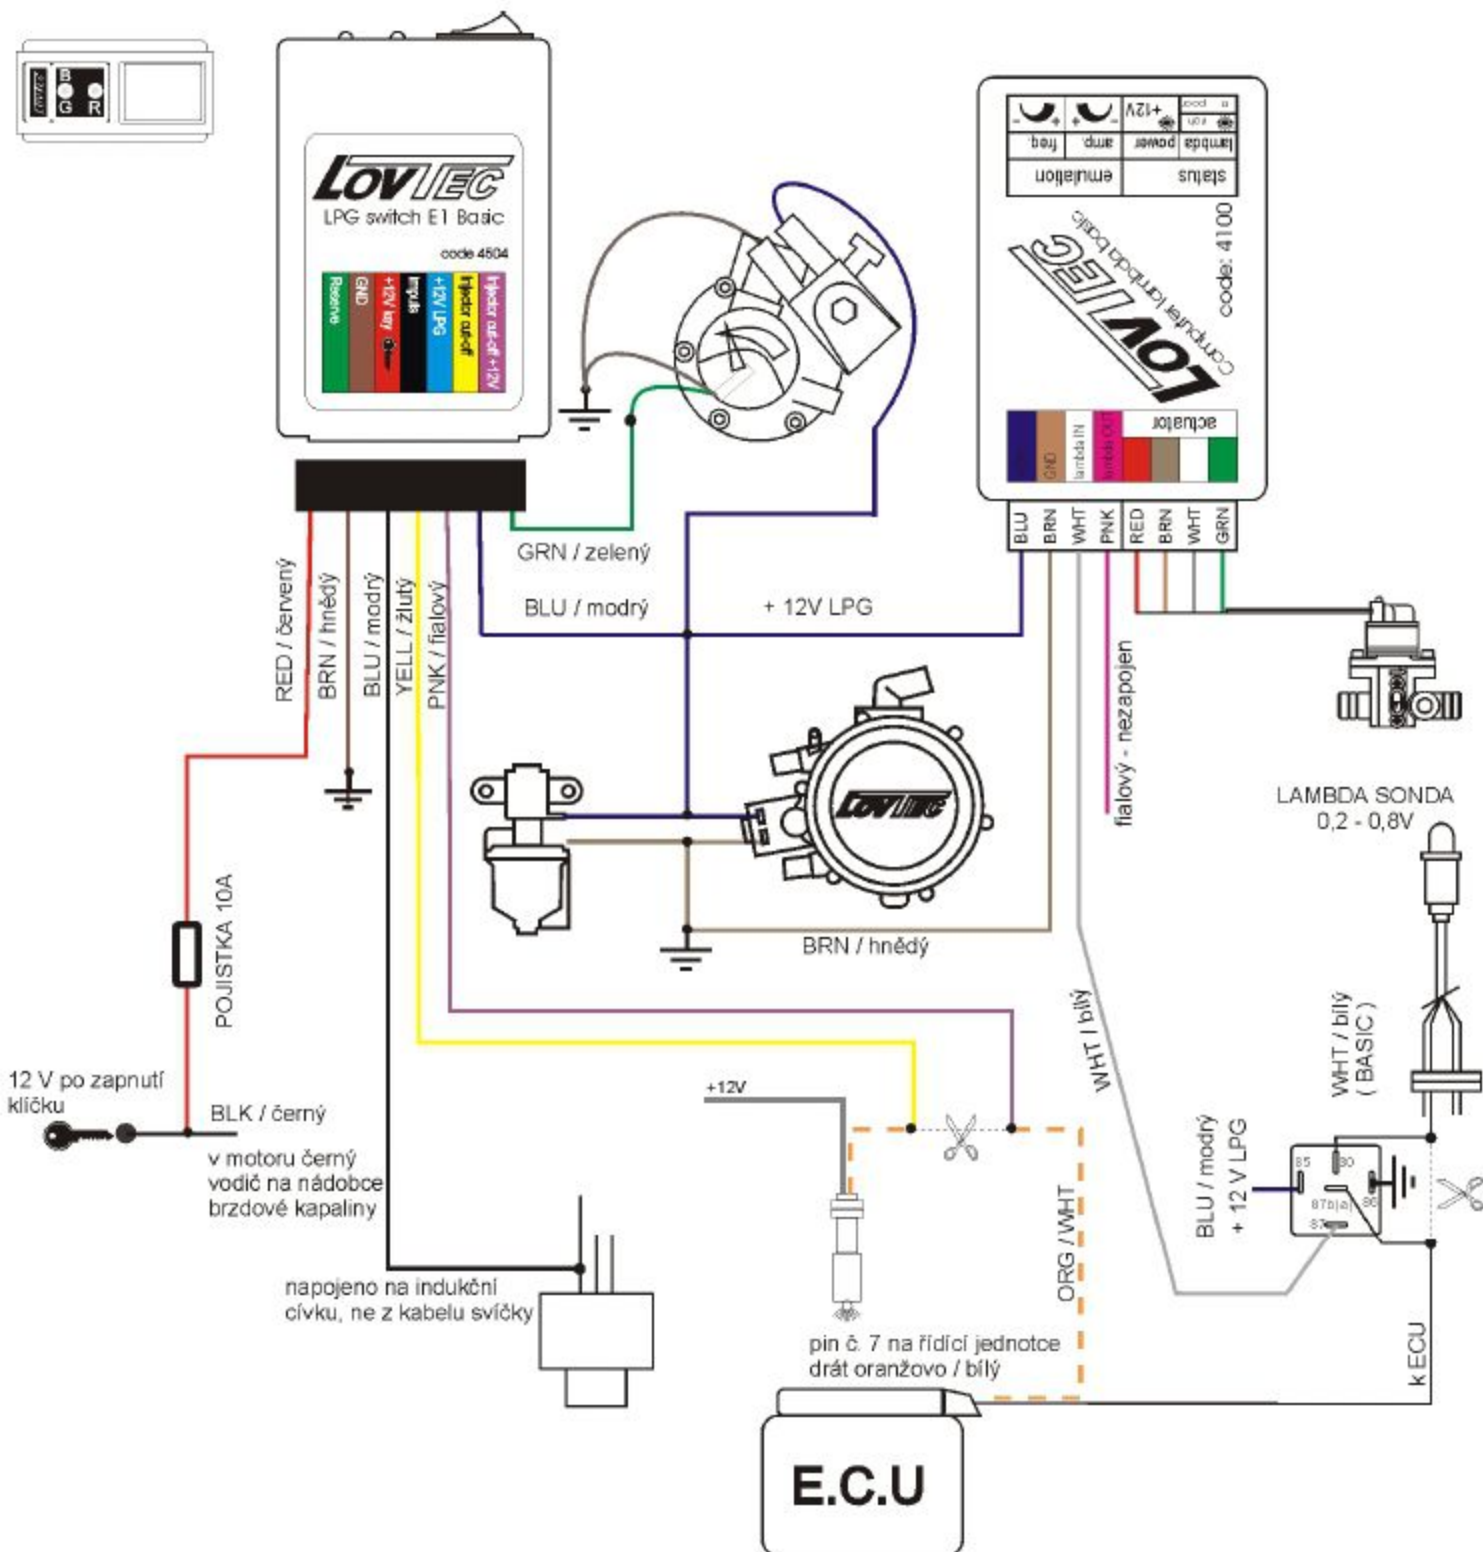 B
G R
LOVTEC
LPG switch E1 Basic
code 4504
Reserve
GND
+12V key
Impuls
+12V LPG
Injector cut-off
Injector cut-off +12V
freq.
amp.
+12V
power
lambda
emulation
status
code: 4100
Computer lambda basic
LOVTEC
GND
lambda IN
lambda OUT
actuator
BLU
BRN
WHT
PNK
RED
BRN
WHT
GRN
GRN / zelený
BLU / modrý
+ 12V LPG
RED / červený
BRN / hnědý
BLU / modrý
YELL / žlutý
PNK / fialový
fialový - nezapojen
LOVTEC
LAMBDA SONDA
0,2 - 0,8V
POJISTKA 10A
BRN / hnědý
WHT / bílý
WHT / bílý
( BASIC )
12 V po zapnutí
klíčku
BLK / černý
v motoru černý
vodič na nádobce
brzdové kapaliny
+12V
BLU / modrý
+ 12 V LPG
85
80
87b|a|
86
87
ORG / WHT
napojeno na indukční
cívku, ne z kabelu svíčky
pin č. 7 na řídící jednotce
drát oranžovo / bílý
k ECU
E.C.U